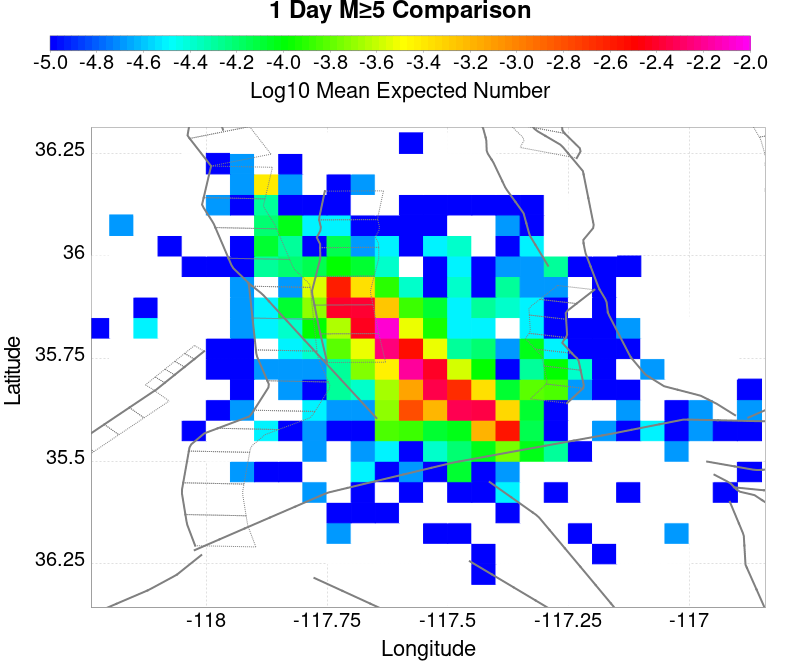 1 Day M≥5 Comparison
-5.0 -4.8 -4.6 -4.4 -4.2 -4.0 -3.8 -3.6 -3.4 -3.2 -3.0 -2.8 -2.6 -2.4 -2.2 -2.0
Log10 Mean Expected Number
36.25
36
35.75
35.5
36.25
Latitude
-118 -117.75 -117.5 -117.25 -117
Longitude